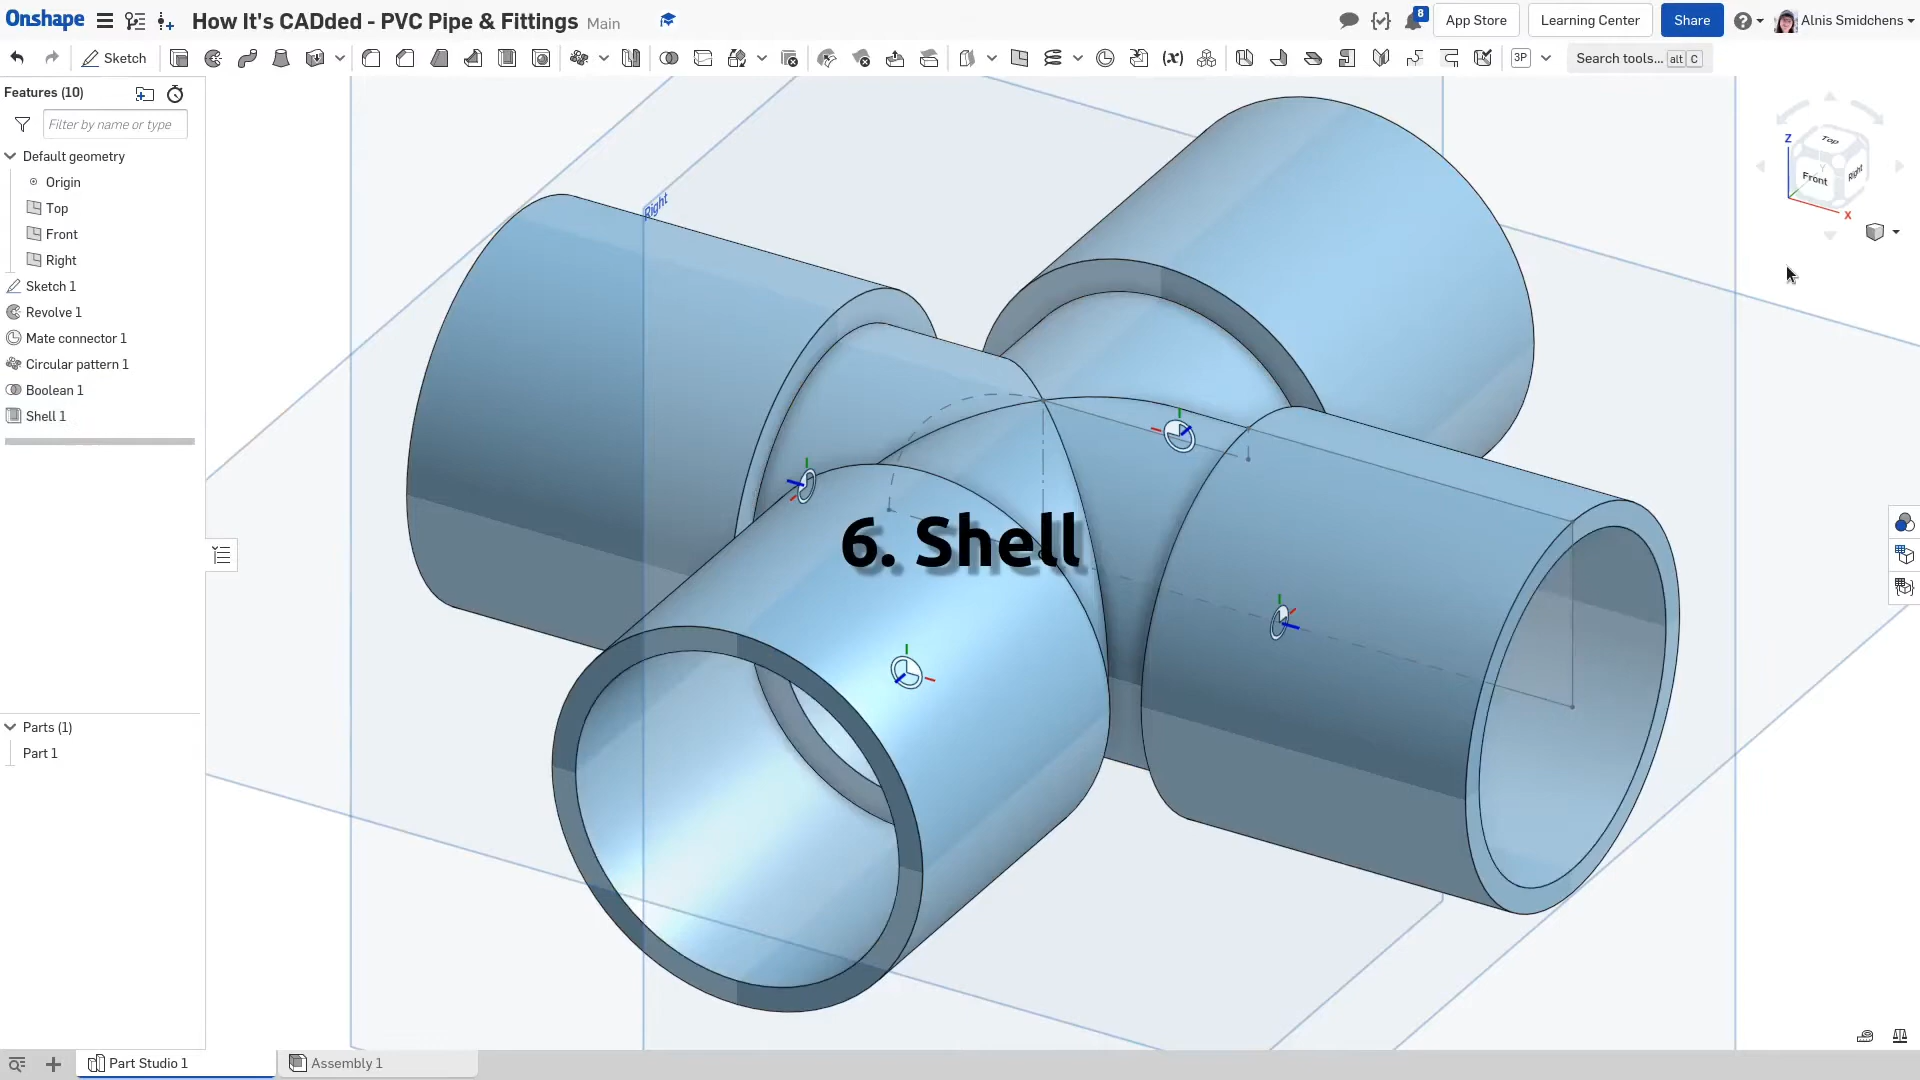 Onshape
How It's CADded - PVC Pipe & Fittings Main
8
App Store
Learning Center
Share
Alnis Smidchens
Sketch
(x)
3P
Search tools... alt C
Features (10)
Filter by name or type
Default geometry
Origin
Top
Front
Right
Sketch 1
Revolve 1
Mate connector 1
Circular pattern 1
Boolean 1
Shell 1
Right
Z
Top
Y
Front
Right
X
6. Shell
Parts (1)
Part 1
Part Studio 1
Assembly 1